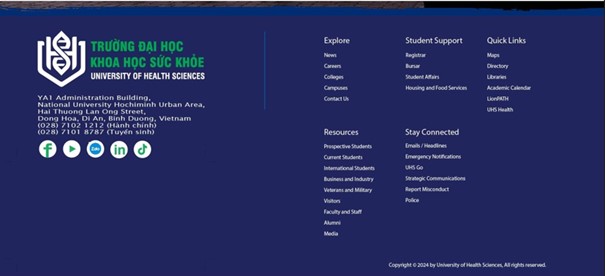 TRƯỜNG ĐẠI HỌC
KHOA HỌC SỨC KHỎE
UNIVERSITY OF HEALTH SCIENCES
YA1 Administration Building,
National University Hochiminh Urban Area,
Hai Thuong Lan Ong Street,
Dong Hoa, Di An, Binh Duong, Vietnam
(028) 7102 1212 (Hành chính)
(028) 7101 8787 (Tuyển sinh)
Zalo
Explore
News
Careers
Colleges
Campuses
Contact Us
Student Support
Registrar
Bursar
Student Affairs
Housing and Food Services
Quick Links
Maps
Directory
Libraries
Academic Calendar
LionPATH
UHS Health
Resources
Prospective Students
Current Students
International Students
Business and Industry
Veterans and Military
Visitors
Faculty and Staff
Alumni
Media
Stay Connected
Emails / Headlines
Emergency Notifications
UHS Go
Strategic Communications
Report Misconduct
Police
Copyright © 2024 by University of Health Sciences, All rights reserved.